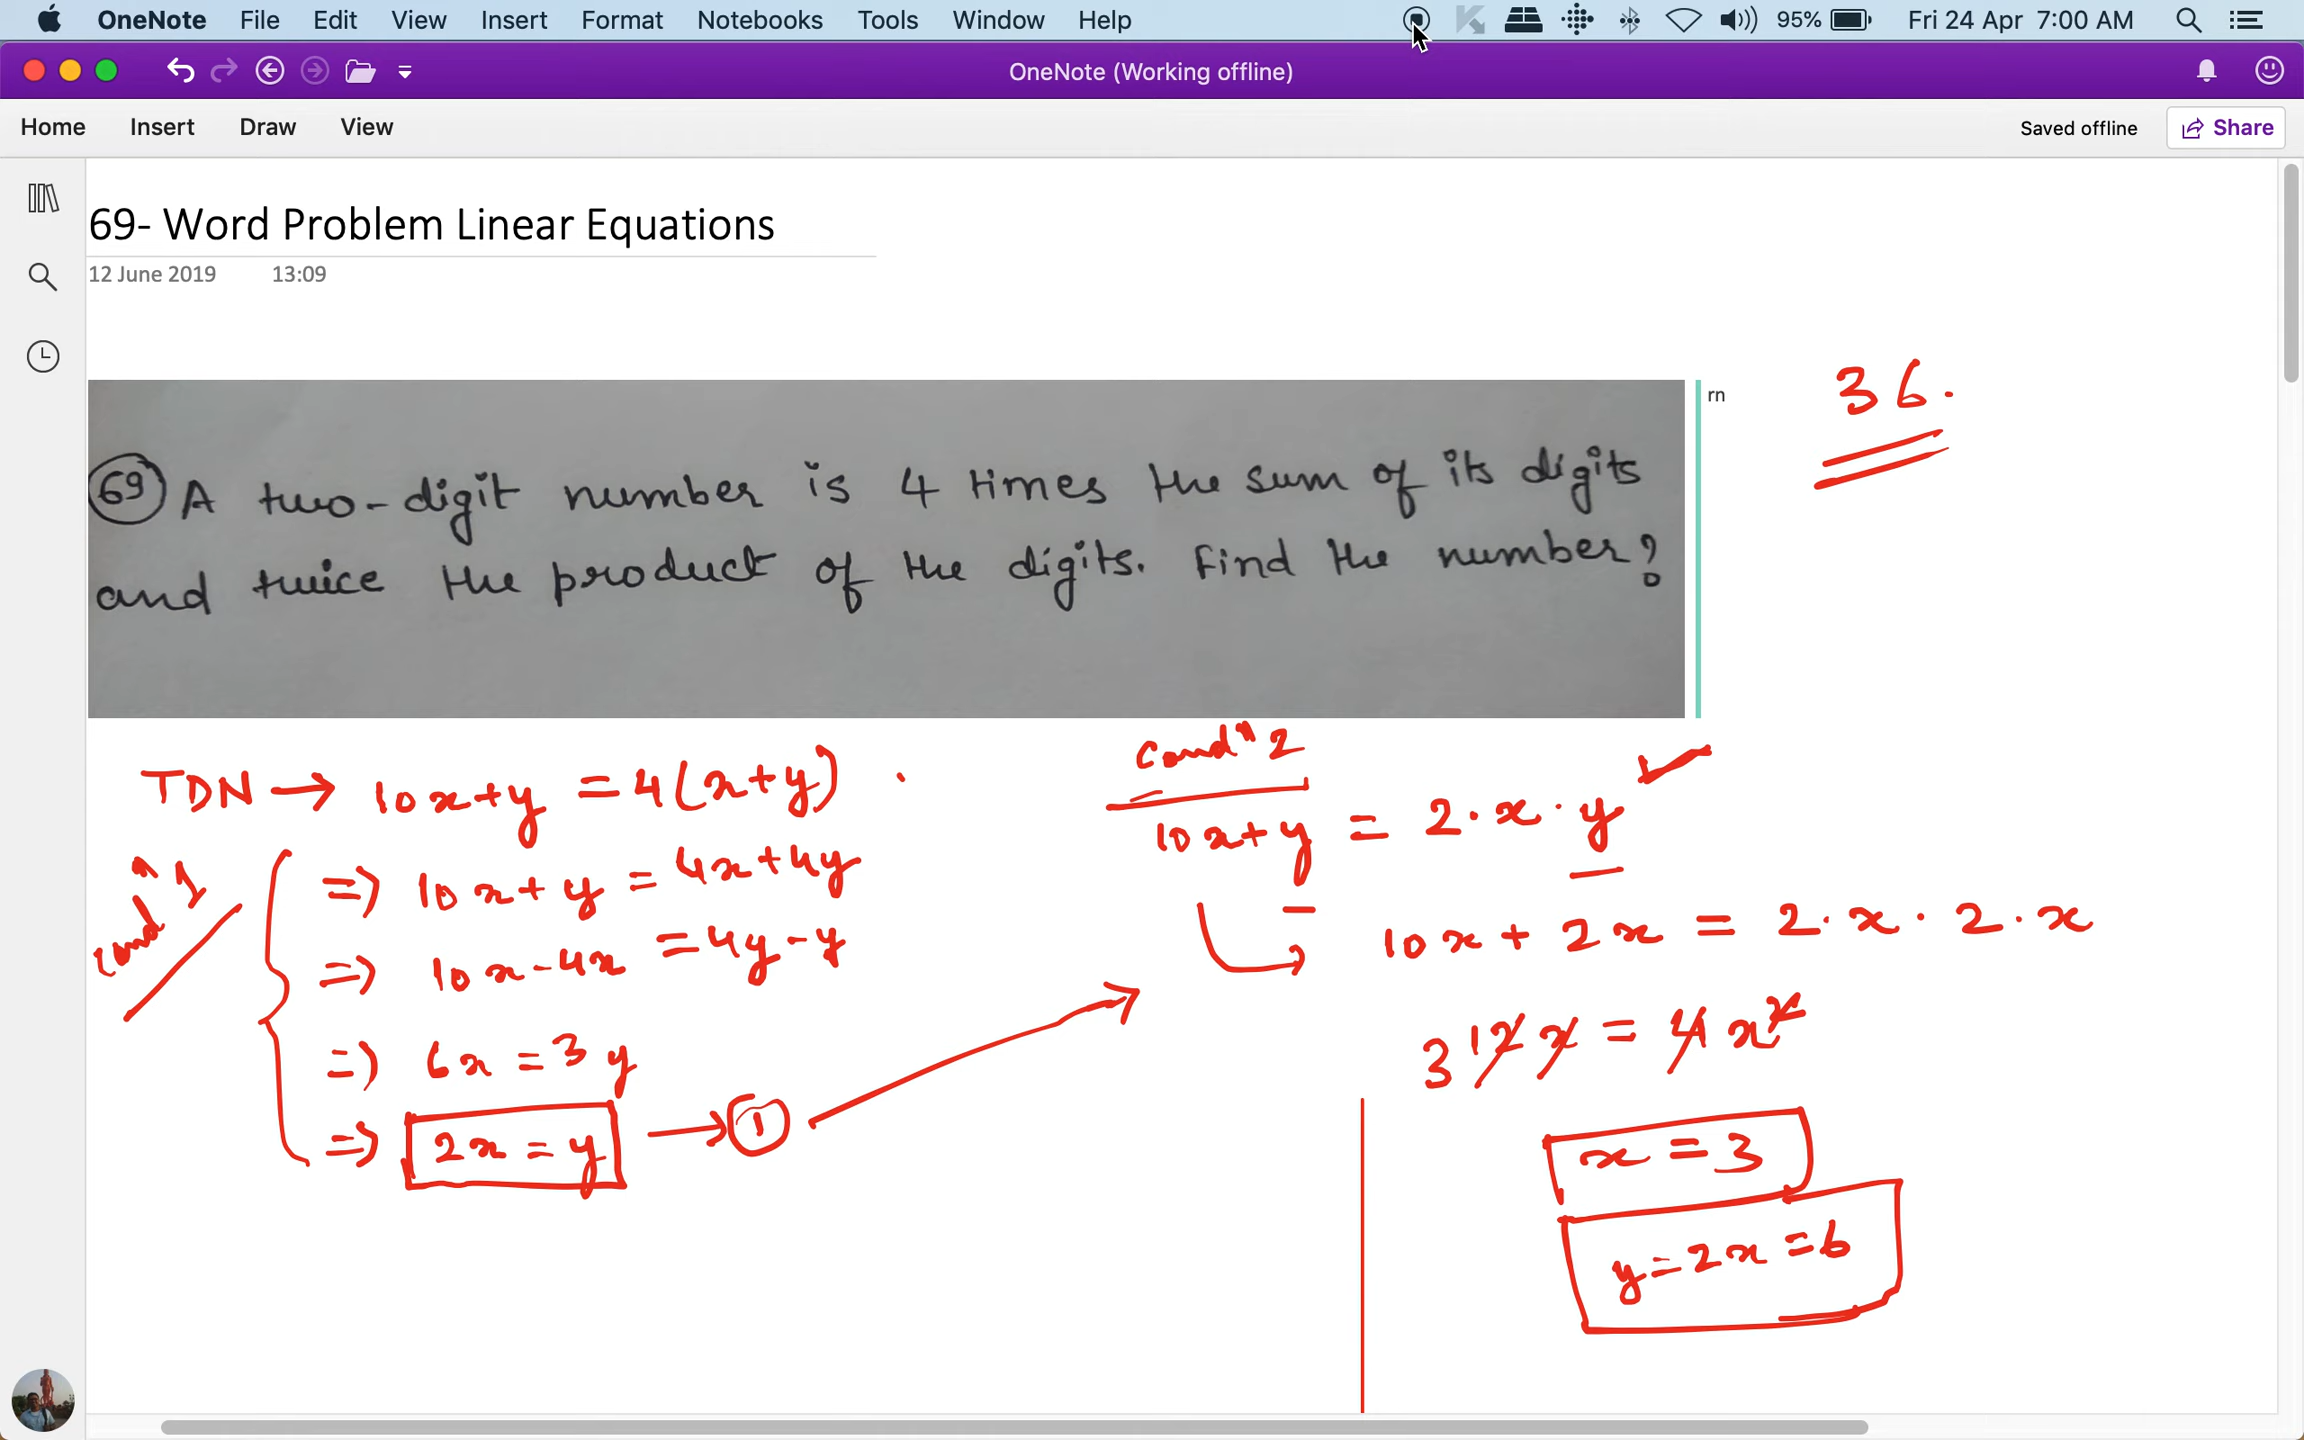 OneNote File Edit View Insert Format Notebooks Tools Window Help 95% Fri 24 Apr 7:00 AM
OneNote (Working offline)
Home Insert Draw View Saved offline Share
69- Word Problem Linear Equations
12 June 2019 13:09
rn
36.
69 A two-digit number is 4 times the sum of its digits
and twice the product of the digits. Find the number?
TDN → 10x+y = 4(x+y) .
condⁿ 1
=> 10x+y = 4x+4y
=> 10x-4x = 4y-y
=> 6x = 3y
=> 2x = y → 1
condⁿ 2
10x+y = 2·x·y ✓
10x + 2x = 2·x·2·x
3 12x = 4x²
x = 3
y=2x=6